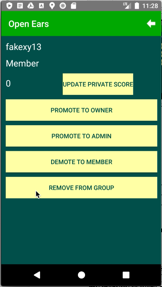 11:28
Open Ears
fakexy13
Member
0
UPDATE PRIVATE SCORE
PROMOTE TO OWNER
PROMOTE TO ADMIN
DEMOTE TO MEMBER
REMOVE FROM GROUP